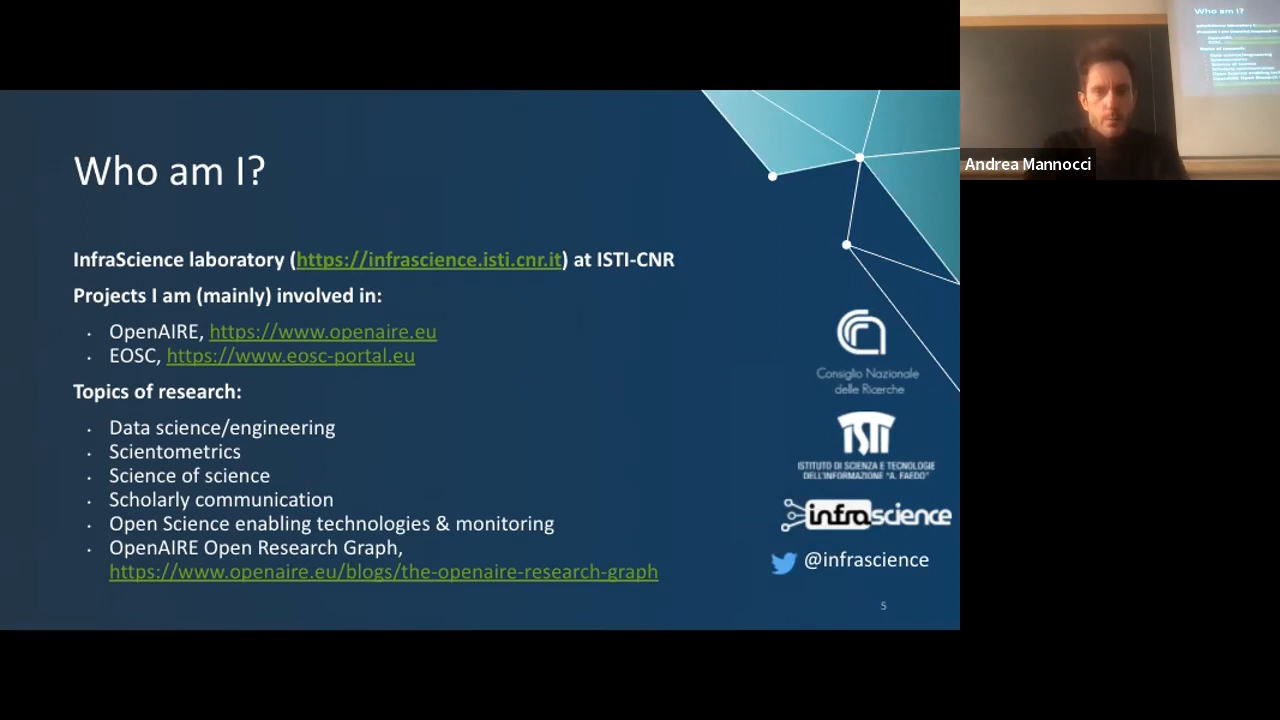 Who am I?
InfraScience laboratory (https://infrascience.isti.cnr.it) at ISTI-CNR
Projects I am (mainly) involved in:
OpenAIRE, https://www.openaire.eu
EOSC, https://www.eosc-portal.eu
Topics of research:
Data science/engineering
Scientometrics
Science of science
Scholarly communication
Open Science enabling technologies & monitoring
OpenAIRE Open Research Graph,
https://www.openaire.eu/blogs/the-openaire-research-graph
Consiglio Nazionale
delle Ricerche
ISTI
ISTITUTO DI SCIENZA E TECNOLOGIE
DELL'INFORMAZIONE "A. FAEDO"
infrascience
@infrascience
5
Who am I?
Andrea Mannocci